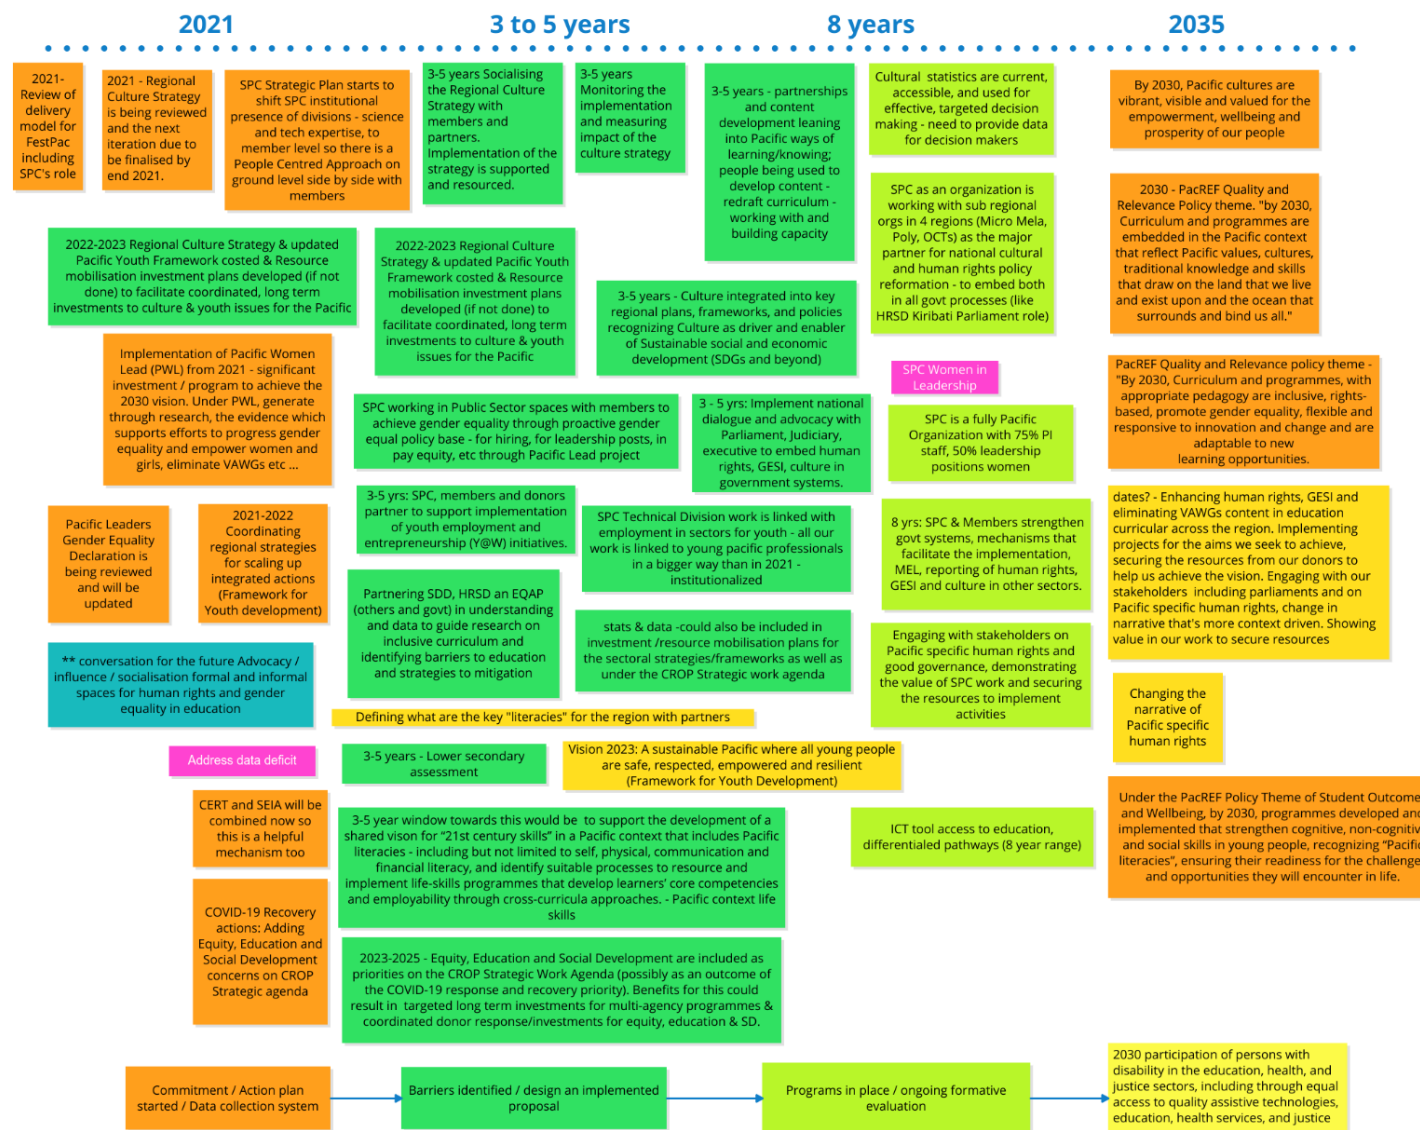 2021
3 to 5 years
8 years
2035
2021-
Review of
delivery
model for
FestPac
including
SPC's role
2021 - Regional
Culture Strategy
is being reviewed
and the next
iteration due to
be finalised by
end 2021.
SPC Strategic Plan starts to
shift SPC institutional
presence of divisions - science
and tech expertise, to
member level so there is a
People Centred Approach on
ground level side by side with
members
3-5 years Socialising
the Regional Culture
Strategy with
members and
partners.
Implementation of the
strategy is supported
and resourced.
3-5 years
Monitoring the
implementation
and measuring
impact of the
culture strategy
3-5 years - partnerships
and content
development leaning
into Pacific ways of
learning/knowing;
people being used to
develop content -
redraft curriculum -
working with and
building capacity
Cultural statistics are current,
accessible, and used for
effective, targeted decision
making - need to provide data
for decision makers
By 2030, Pacific cultures are
vibrant, visible and valued for the
empowerment, wellbeing and
prosperity of our people
SPC as an organization is
working with sub regional
orgs in 4 regions (Micro Mela,
Poly, OCTs) as the major
partner for national cultural
and human rights policy
reformation - to embed both
in all govt processes (like
HRSD Kiribati Parliament role)
2030 - PacREF Quality and
Relevance Policy theme. "by 2030,
Curriculum and programmes are
embedded in the Pacific context
that reflect Pacific values, cultures,
traditional knowledge and skills
that draw on the land that we live
and exist upon and the ocean that
surrounds and bind us all."
2022-2023 Regional Culture Strategy & updated
Pacific Youth Framework costed & Resource
mobilisation investment plans developed (if not
done) to facilitate coordinated, long term
investments to culture & youth issues for the Pacific
2022-2023 Regional Culture
Strategy & updated Pacific Youth
Framework costed & Resource
mobilisation investment plans
developed (if not done) to
facilitate coordinated, long term
investments to culture & youth
issues for the Pacific
3-5 years - Culture integrated into key
regional plans, frameworks, and policies
recognizing Culture as driver and enabler
of Sustainable social and economic
development (SDGs and beyond)
Implementation of Pacific Women
Lead (PWL) from 2021 - significant
investment / program to achieve the
2030 vision. Under PWL, generate
through research, the evidence which
supports efforts to progress gender
equality and empower women and
girls, eliminate VAWGs etc ...
SPC Women in
Leadership
PacREF Quality and Relevance policy theme -
"By 2030, Curriculum and programmes, with
appropriate pedagogy are inclusive, rights-
based, promote gender equality, flexible and
responsive to innovation and change and are
adaptable to new
learning opportunities.
SPC working in Public Sector spaces with members to
achieve gender equality through proactive gender
equal policy base - for hiring, for leadership posts, in
pay equity, etc through Pacific Lead project
3 - 5 yrs: Implement national
dialogue and advocacy with
Parliament, Judiciary,
executive to embed human
rights, GESI, culture in
government systems.
SPC is a fully Pacific
Organization with 75% PI
staff, 50% leadership
positions women
Pacific Leaders
Gender Equality
Declaration is
being reviewed
and will be
updated
2021-2022
Coordinating
regional strategies
for scaling up
integrated actions
(Framework for
Youth development)
3-5 yrs: SPC, members and donors
partner to support implementation
of youth employment and
entrepreneurship (Y@W) initiatives.
SPC Technical Division work is linked with
employment in sectors for youth - all our
work is linked to young pacific professionals
in a bigger way than in 2021 -
institutionalized
8 yrs: SPC & Members strengthen
govt systems, mechanisms that
facilitate the implementation,
MEL, reporting of human rights,
GESI and culture in other sectors.
dates? - Enhancing human rights, GESI and
eliminating VAWGs content in education
curricular across the region. Implementing
projects for the aims we seek to achieve,
securing the resources from our donors to
help us achieve the vision. Engaging with our
stakeholders including parliaments and on
Pacific specific human rights, change in
narrative that's more context driven. Showing
value in our work to secure resources
Partnering SDD, HRSD an EQAP
(others and govt) in understanding
and data to guide research on
inclusive curriculum and
identifying barriers to education
and strategies to mitigation
stats & data -could also be included in
investment /resource mobilisation plans for
the sectoral strategies/frameworks as well as
under the CROP Strategic work agenda
Engaging with stakeholders on
Pacific specific human rights and
good governance, demonstrating
the value of SPC work and securing
the resources to implement
activities
** conversation for the future Advocacy /
influence / socialisation formal and informal
spaces for human rights and gender
equality in education
Changing the
narrative of
Pacific specific
human rights
Defining what are the key "literacies" for the region with partners
Address data deficit
3-5 years - Lower secondary
assessment
Vision 2023: A sustainable Pacific where all young people
are safe, respected, empowered and resilient
(Framework for Youth Development)
CERT and SEIA will be
combined now so
this is a helpful
mechanism too
3-5 year window towards this would be to support the development of a
shared vison for “21st century skills” in a Pacific context that includes Pacific
literacies - including but not limited to self, physical, communication and
financial literacy, and identify suitable processes to resource and
implement life-skills programmes that develop learners’ core competencies
and employability through cross-curricula approaches. - Pacific context life
skills
ICT tool access to education,
differentialed pathways (8 year range)
Under the PacREF Policy Theme of Student Outcome
and Wellbeing, by 2030, programmes developed and
implemented that strengthen cognitive, non-cognitiv
and social skills in young people, recognizing “Pacifi
literacies”, ensuring their readiness for the challenge
and opportunities they will encounter in life.
COVID-19 Recovery
actions: Adding
Equity, Education and
Social Development
concerns on CROP
Strategic agenda
2023-2025 - Equity, Education and Social Development are included as
priorities on the CROP Strategic Work Agenda (possibly as an outcome of
the COVID-19 response and recovery priority). Benefits for this could
result in targeted long term investments for multi-agency programmes &
coordinated donor response/investments for equity, education & SD.
Commitment / Action plan
started / Data collection system
Barriers identified / design an implemented
proposal
Programs in place / ongoing formative
evaluation
2030 participation of persons with
disability in the education, health, and
justice sectors, including through equal
access to quality assistive technologies,
education, health services, and justice